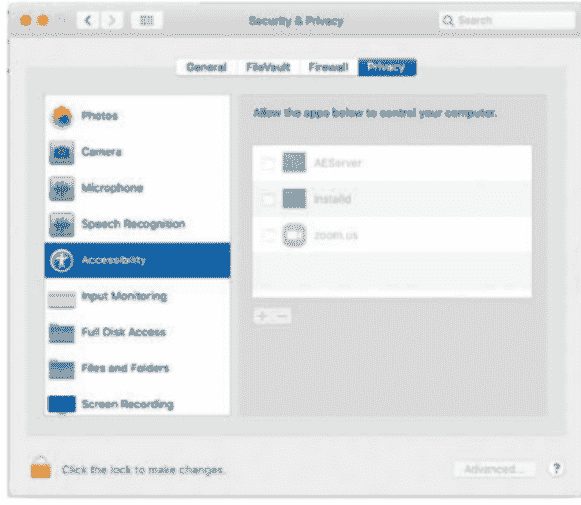 Security & Privacy
Search
General FileVault Firewall Privacy
Photos
Camera
Microphone
Speech Recognition
Accessibility
Input Monitoring
Full Disk Access
Files and Folders
Screen Recording
Allow the apps below to control your computer.
AEServer
installd
zoom.us
+ −
Click the lock to make changes.
Advanced...
?